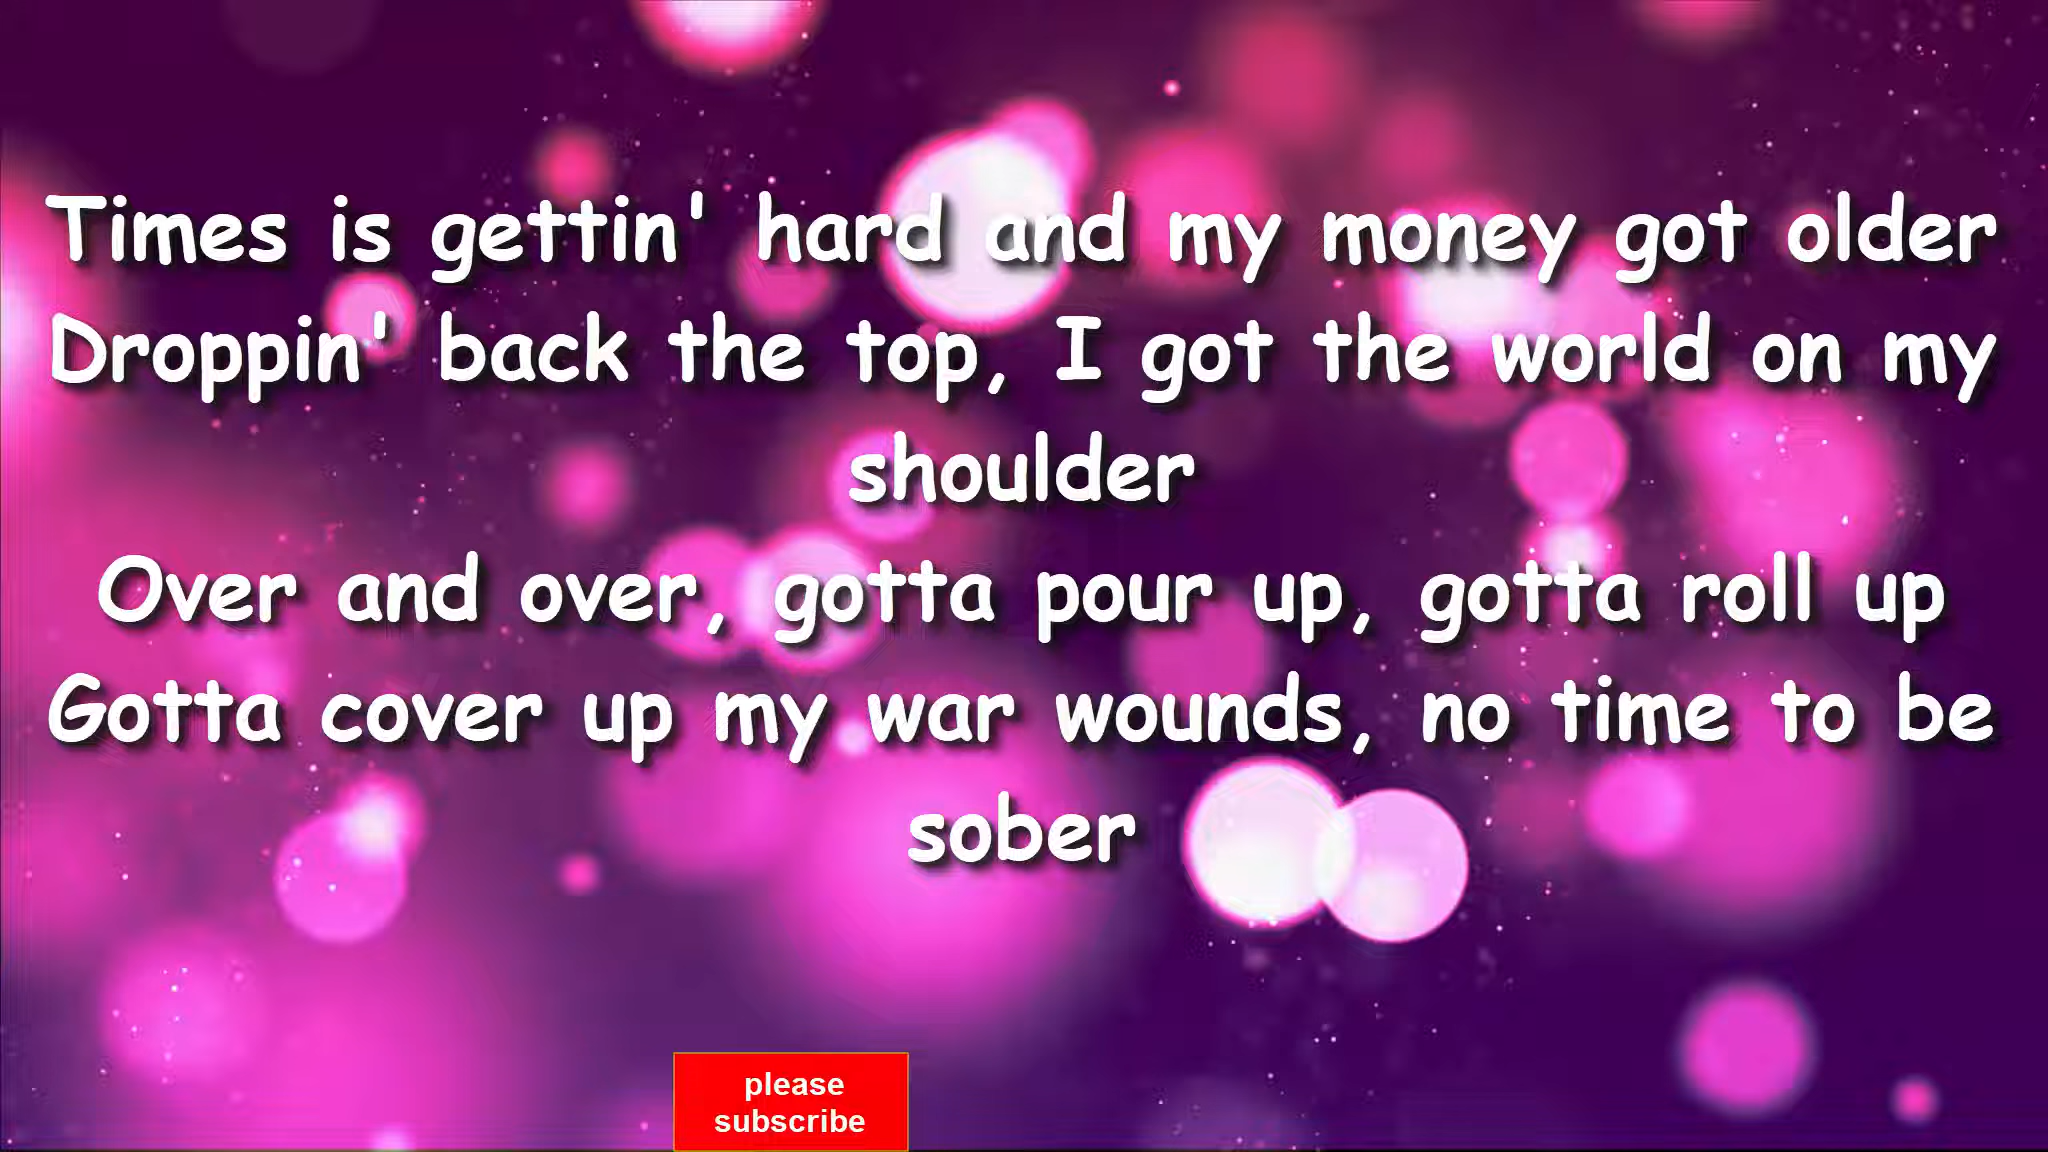 Times is gettin' hard and my money got older
Droppin' back the top, I got the world on my
shoulder
Over and over, gotta pour up, gotta roll up
Gotta cover up my war wounds, no time to be
sober
please
subscribe